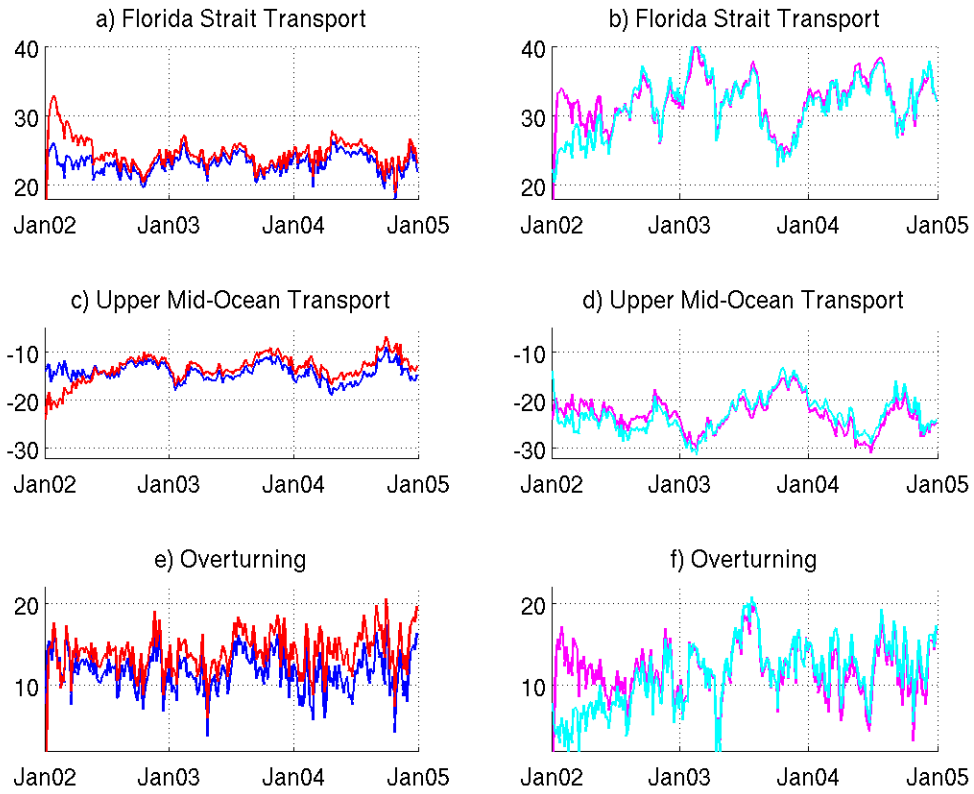 a) Florida Strait Transport
40
30
20
Jan02 Jan03 Jan04 Jan05
b) Florida Strait Transport
40
30
20
Jan02 Jan03 Jan04 Jan05
c) Upper Mid-Ocean Transport
-10
-20
-30
Jan02 Jan03 Jan04 Jan05
d) Upper Mid-Ocean Transport
-10
-20
-30
Jan02 Jan03 Jan04 Jan05
e) Overturning
20
10
Jan02 Jan03 Jan04 Jan05
f) Overturning
20
10
Jan02 Jan03 Jan04 Jan05